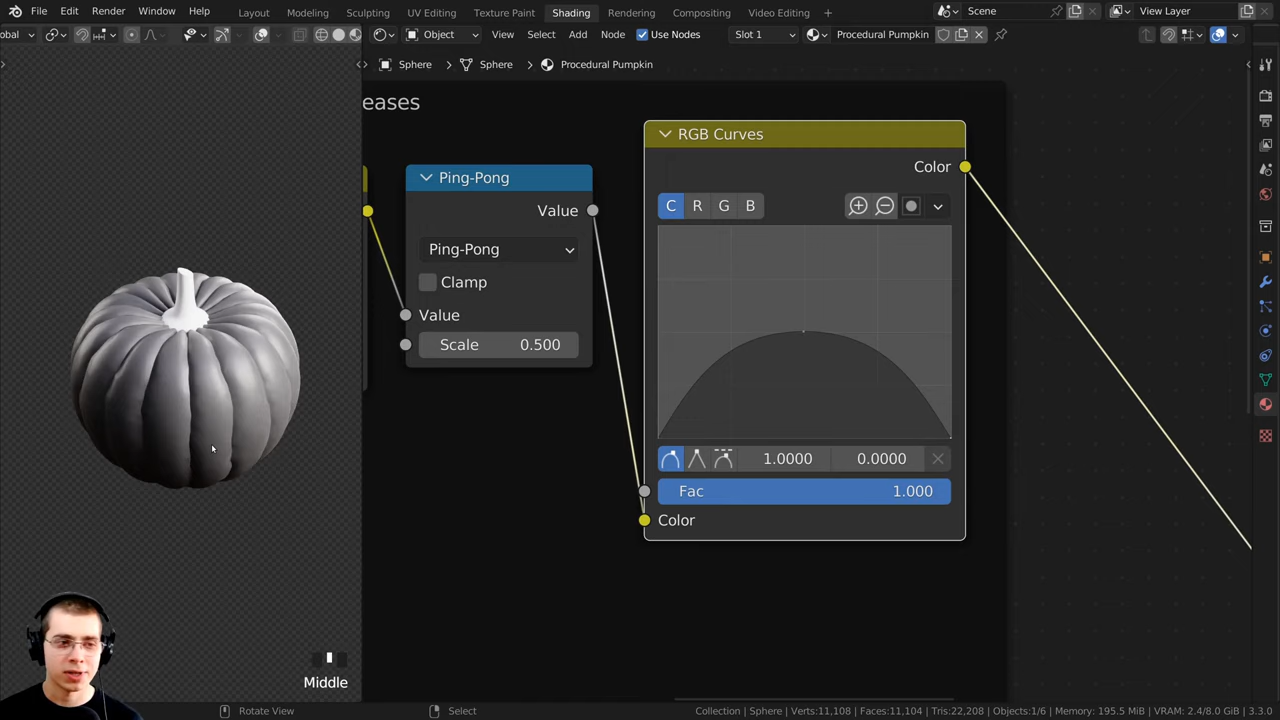 File Edit Render Window Help Layout Modeling Sculpting UV Editing Texture Paint Shading Rendering Compositing Video Editing + Scene View Layer
obal Object View Select Add Node Use Nodes Slot 1 Procedural Pumpkin
Sphere Sphere Procedural Pumpkin
eases
RGB Curves
Color
Ping-Pong
C R G B
Value
Ping-Pong
Clamp
Value
Scale 0.500
1.0000 0.0000
Fac 1.000
Color
Middle
Rotate View Select Collection | Sphere | Verts:11,108 | Faces:11,104 | Tris:22,208 | Objects:1/6 | Memory: 195.5 MiB | VRAM: 2.4/8.0 GiB | 3.3.0